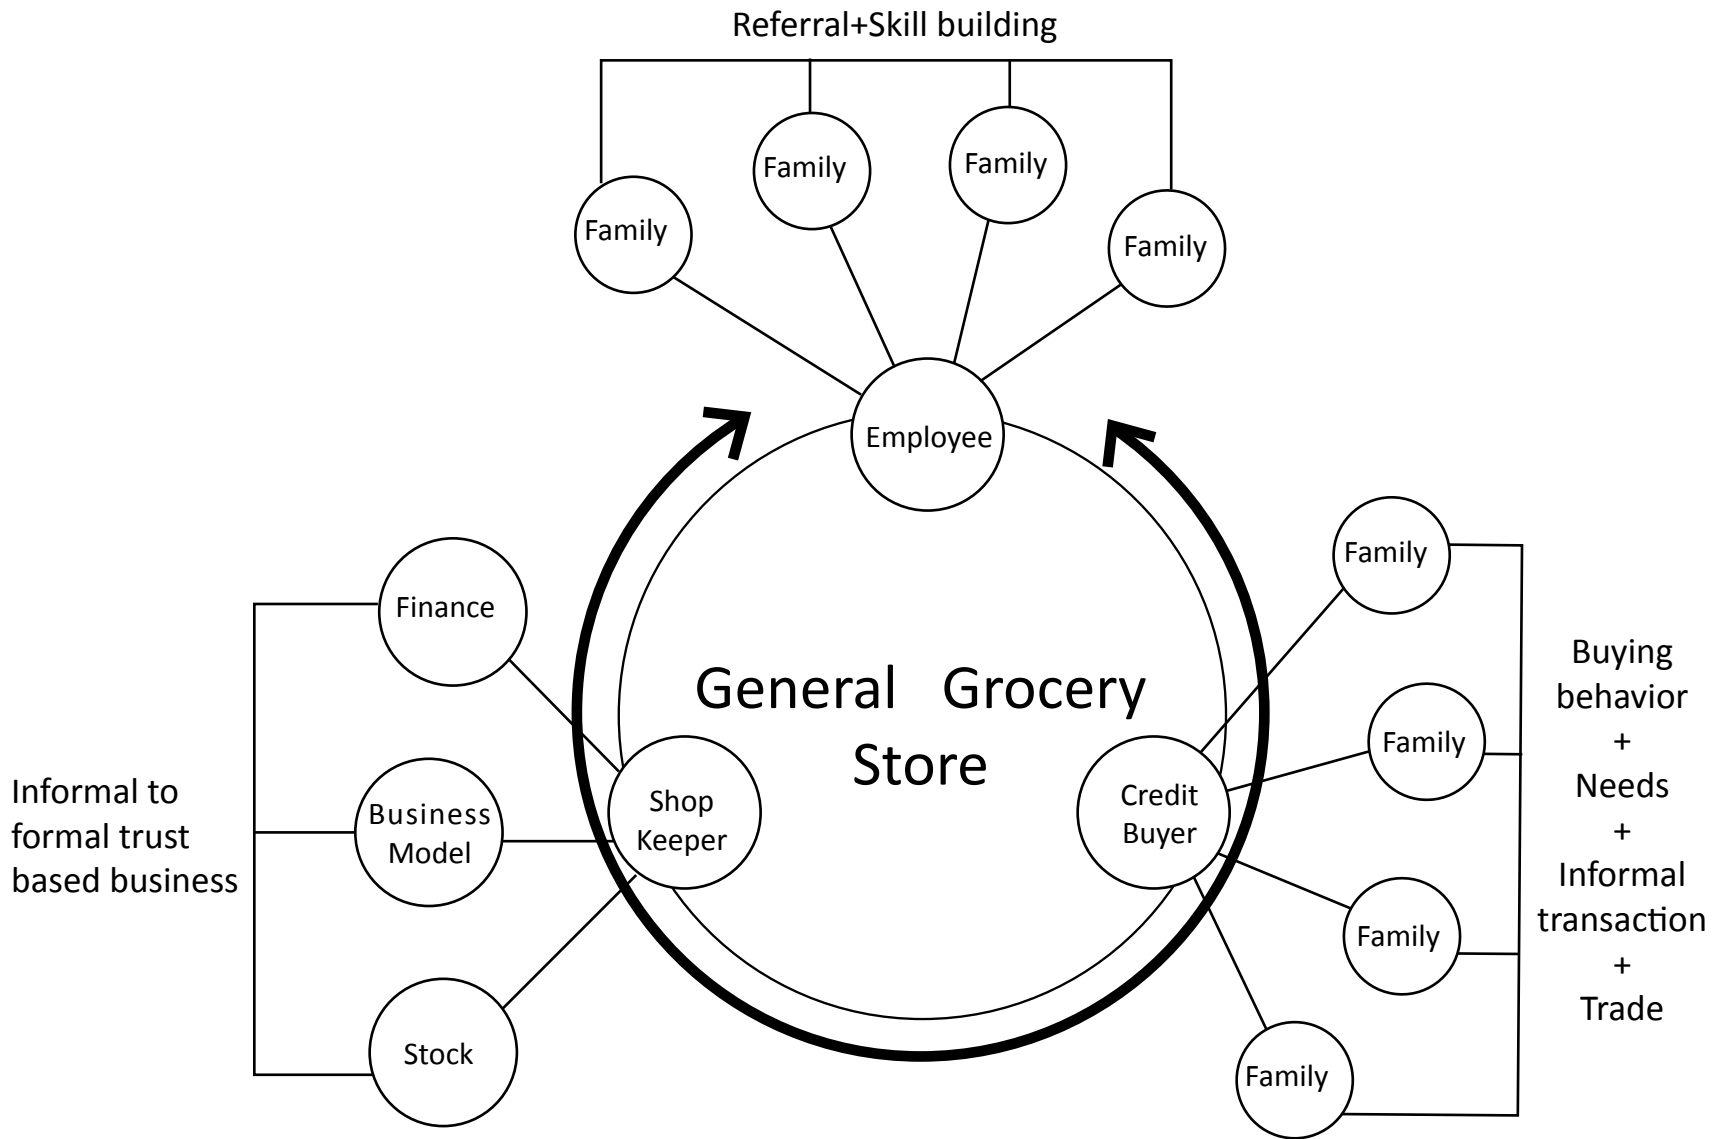 Referral+Skill building
Family
Family
Family
Family
Employee
Finance
Business
Model
Stock
Informal to
formal trust
based business
General Grocery
Store
Shop
Keeper
Credit
Buyer
Family
Family
Family
Family
Buying
behavior
+
Needs
+
Informal
transaction
+
Trade